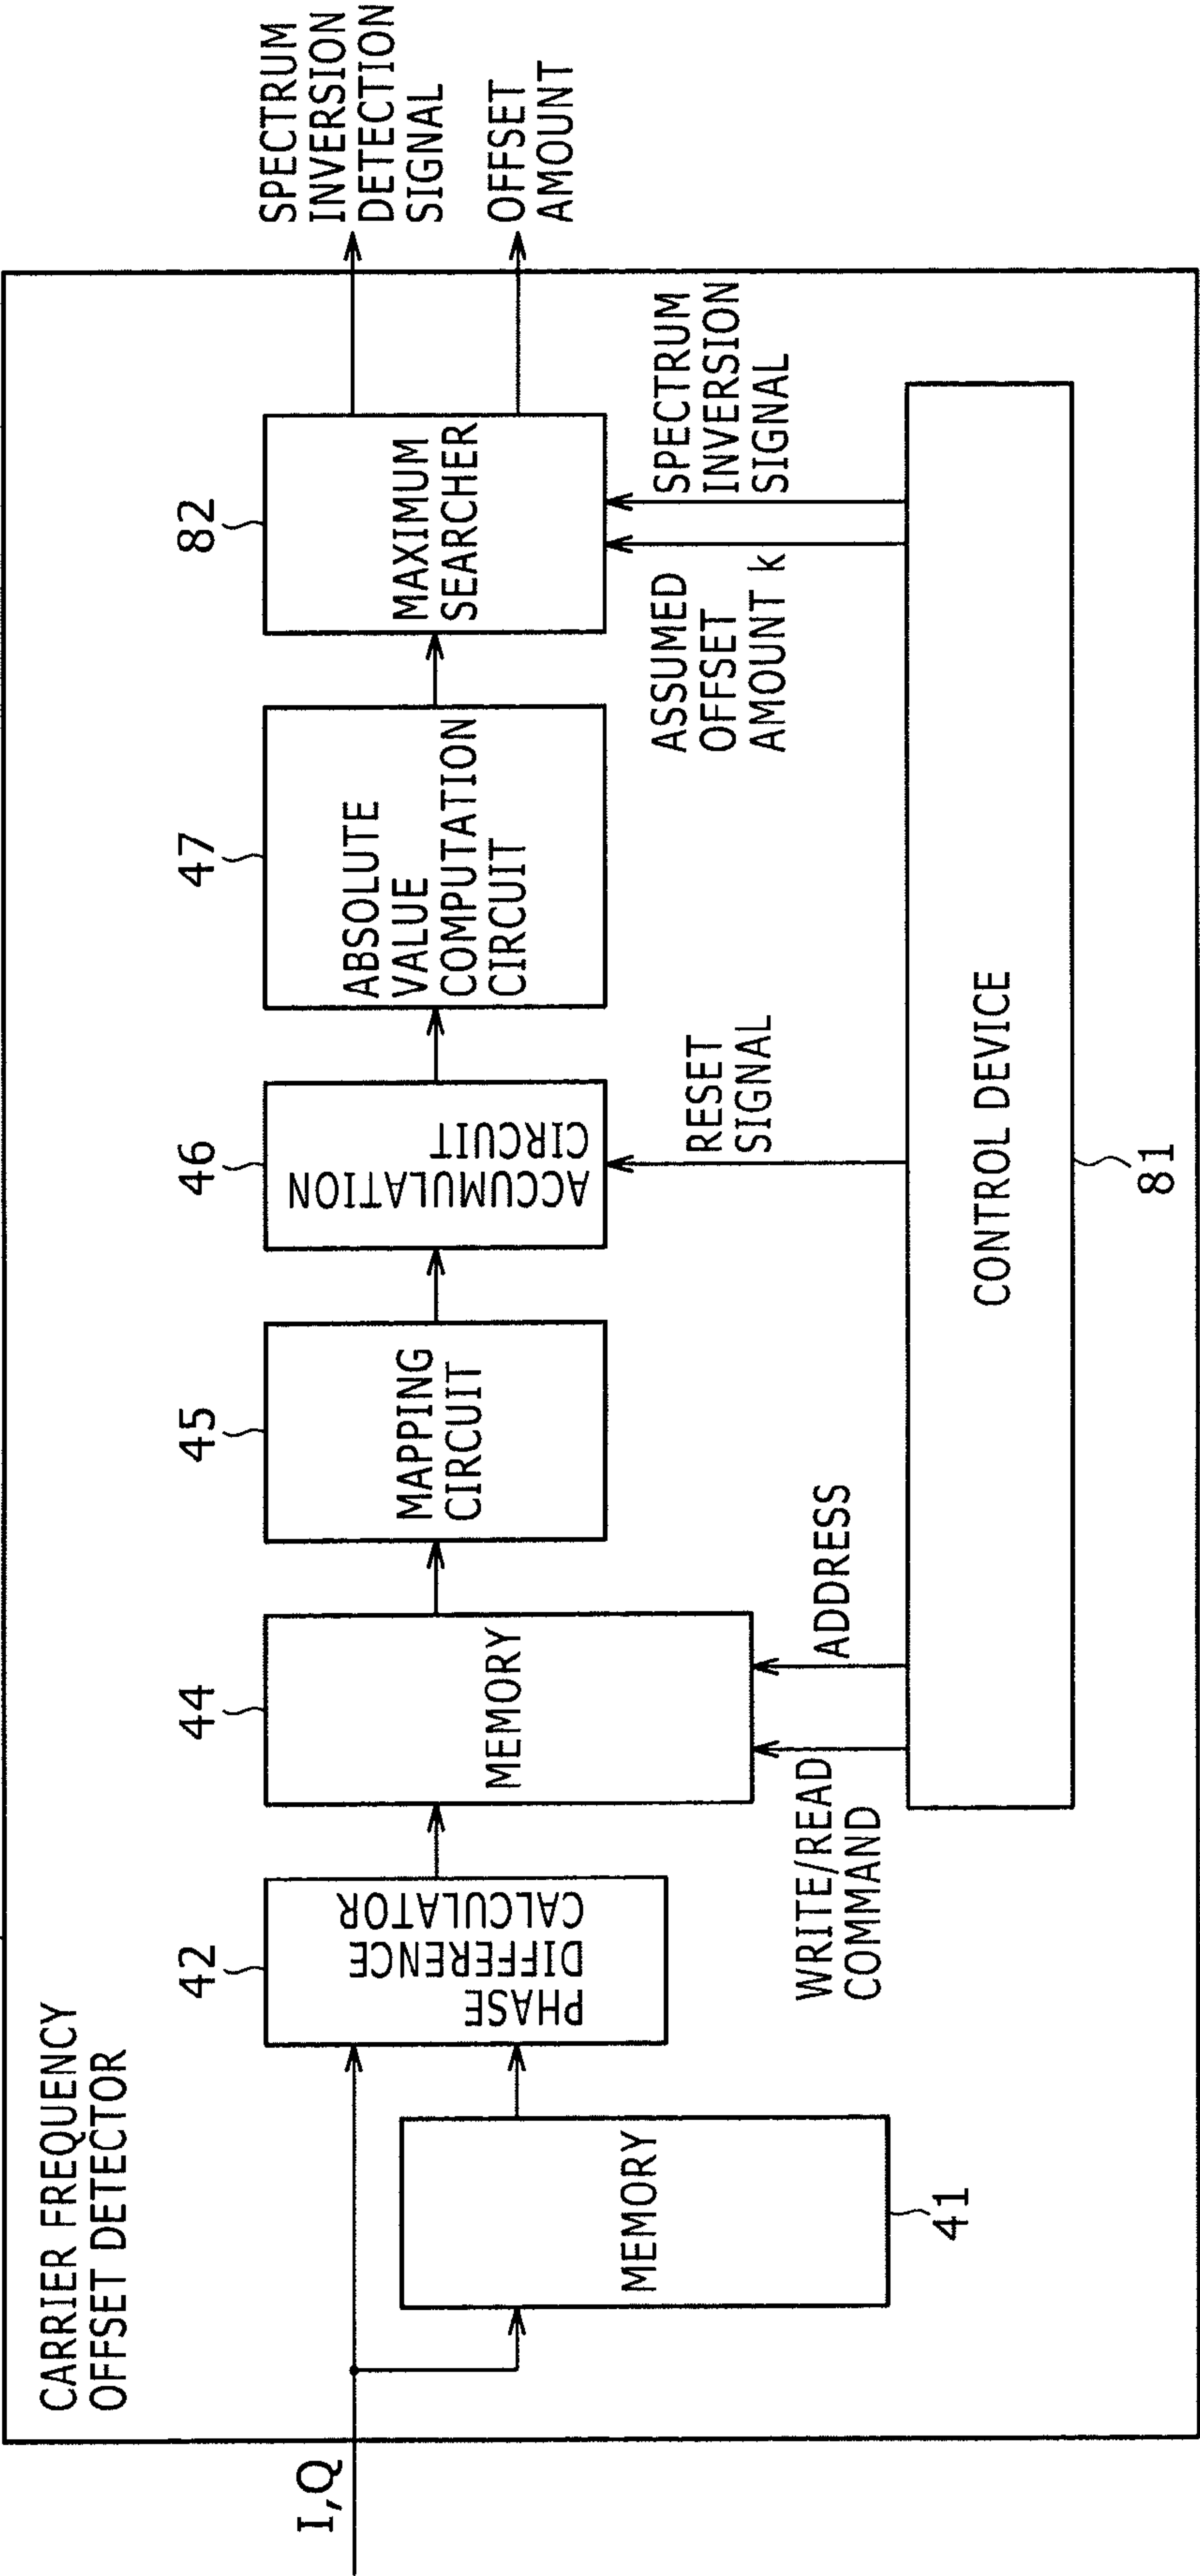 CARRIER FREQUENCY
OFFSET DETECTOR
I,Q
MEMORY
41
42
PHASE
DIFFERENCE
CALCULATOR
44
MEMORY
WRITE/READ
COMMAND
ADDRESS
45
MAPPING
CIRCUIT
46
ACCUMULATION
CIRCUIT
RESET
SIGNAL
47
ABSOLUTE
VALUE
COMPUTATION
CIRCUIT
82
MAXIMUM
SEARCHER
ASSUMED
OFFSET
AMOUNT k
SPECTRUM
INVERSION
SIGNAL
CONTROL DEVICE
81
SPECTRUM
INVERSION
DETECTION
SIGNAL
OFFSET
AMOUNT